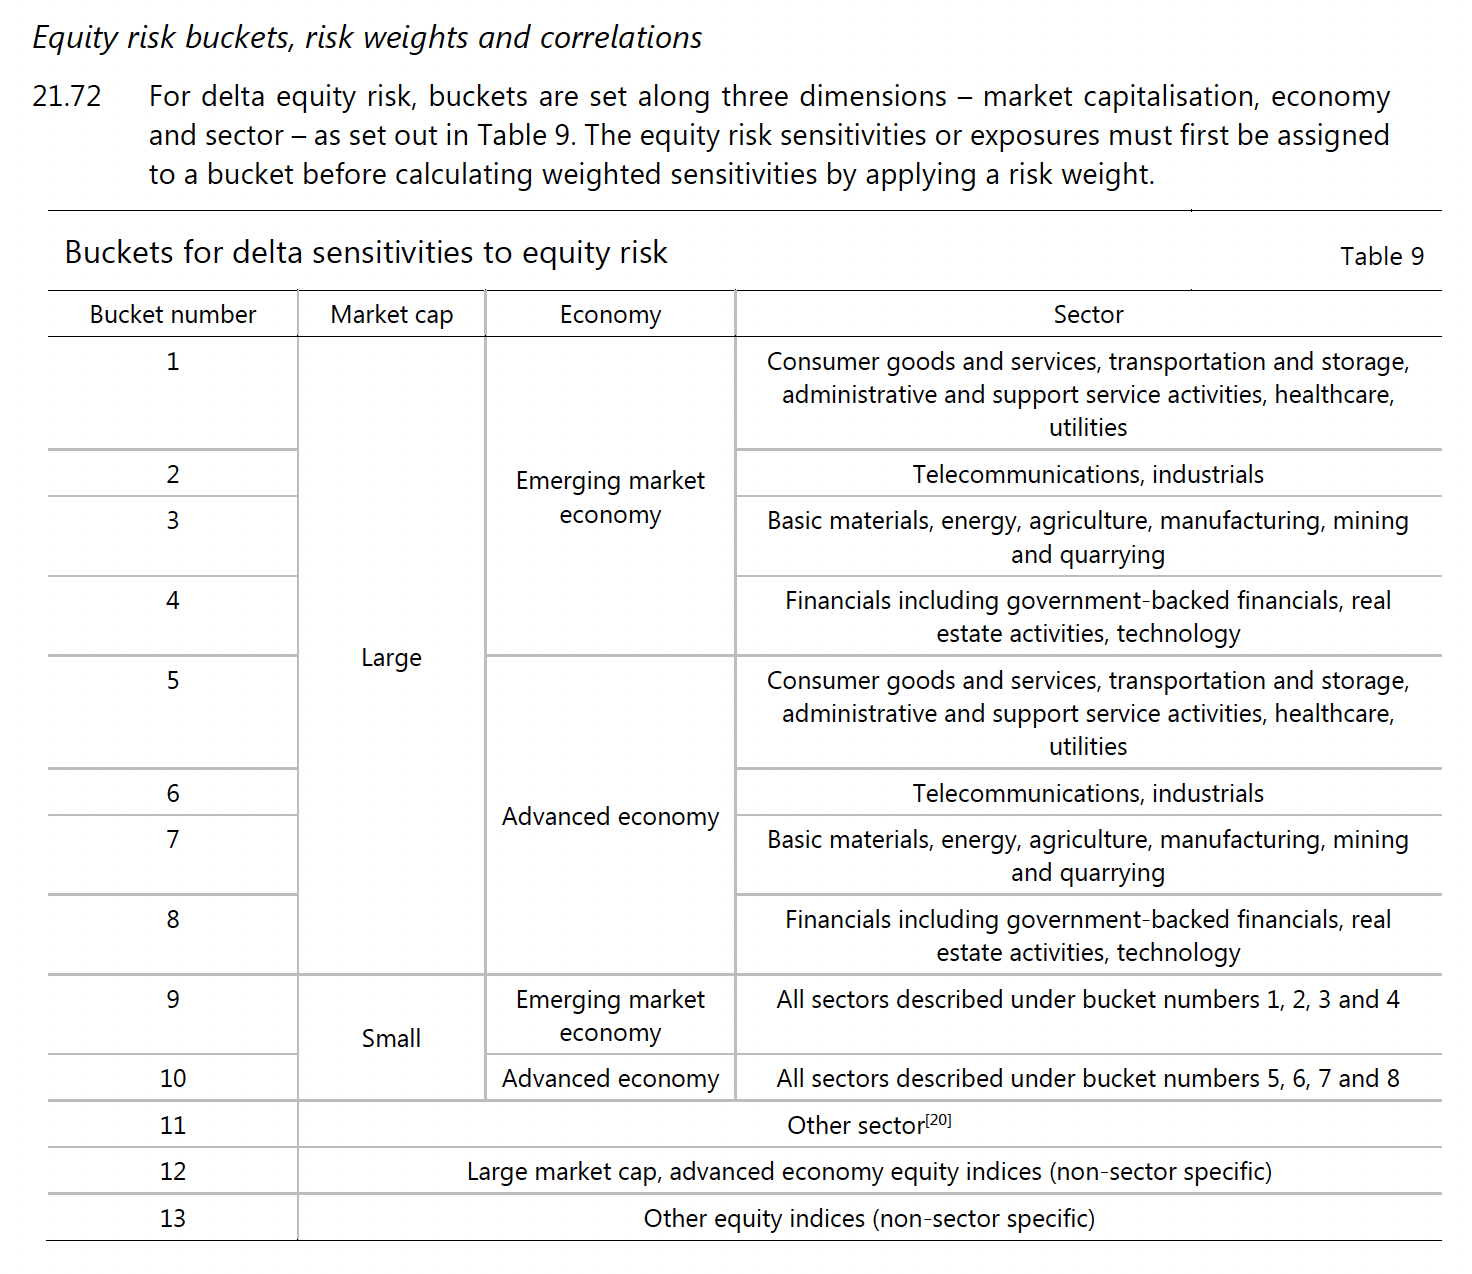 Equity risk buckets, risk weights and correlations
21.72 For delta equity risk, buckets are set along three dimensions – market capitalisation, economy
and sector – as set out in Table 9. The equity risk sensitivities or exposures must first be assigned
to a bucket before calculating weighted sensitivities by applying a risk weight.
Buckets for delta sensitivities to equity risk Table 9
Bucket number Market cap Economy Sector
1 Consumer goods and services, transportation and storage,
administrative and support service activities, healthcare,
utilities
2 Telecommunications, industrials
Emerging market
economy
3 Basic materials, energy, agriculture, manufacturing, mining
and quarrying
4 Financials including government-backed financials, real
estate activities, technology
Large
5 Consumer goods and services, transportation and storage,
administrative and support service activities, healthcare,
utilities
6 Telecommunications, industrials
Advanced economy
7 Basic materials, energy, agriculture, manufacturing, mining
and quarrying
8 Financials including government-backed financials, real
estate activities, technology
9 Emerging market All sectors described under bucket numbers 1, 2, 3 and 4
economy
Small
10 Advanced economy All sectors described under bucket numbers 5, 6, 7 and 8
11 Other sector[20]
12 Large market cap, advanced economy equity indices (non-sector specific)
13 Other equity indices (non-sector specific)